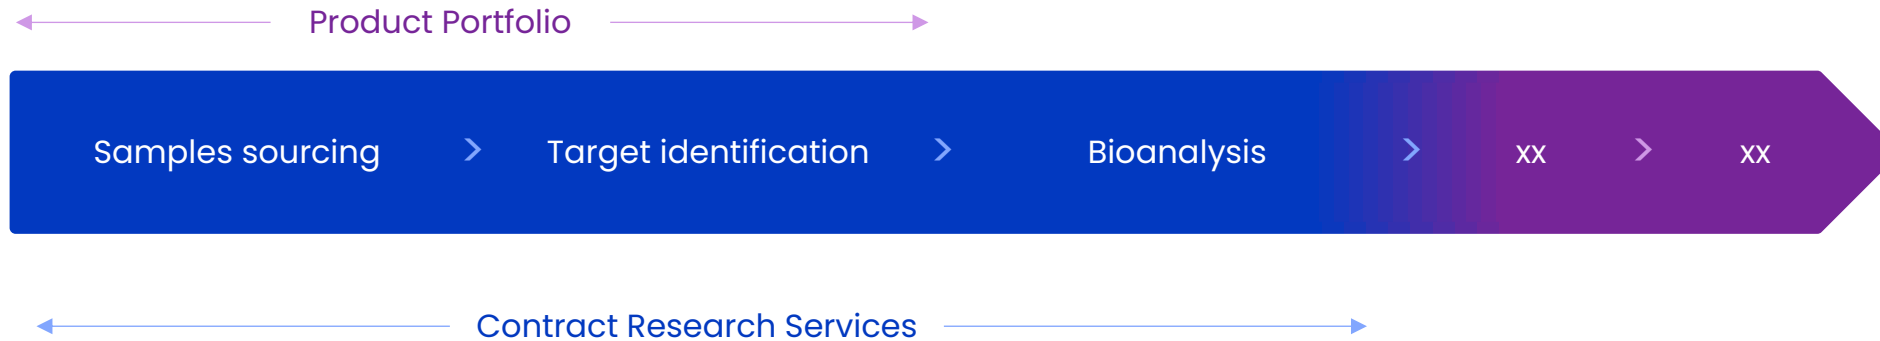 Product Portfolio
Samples sourcing > Target identification > Bioanalysis > xx > xx
Contract Research Services